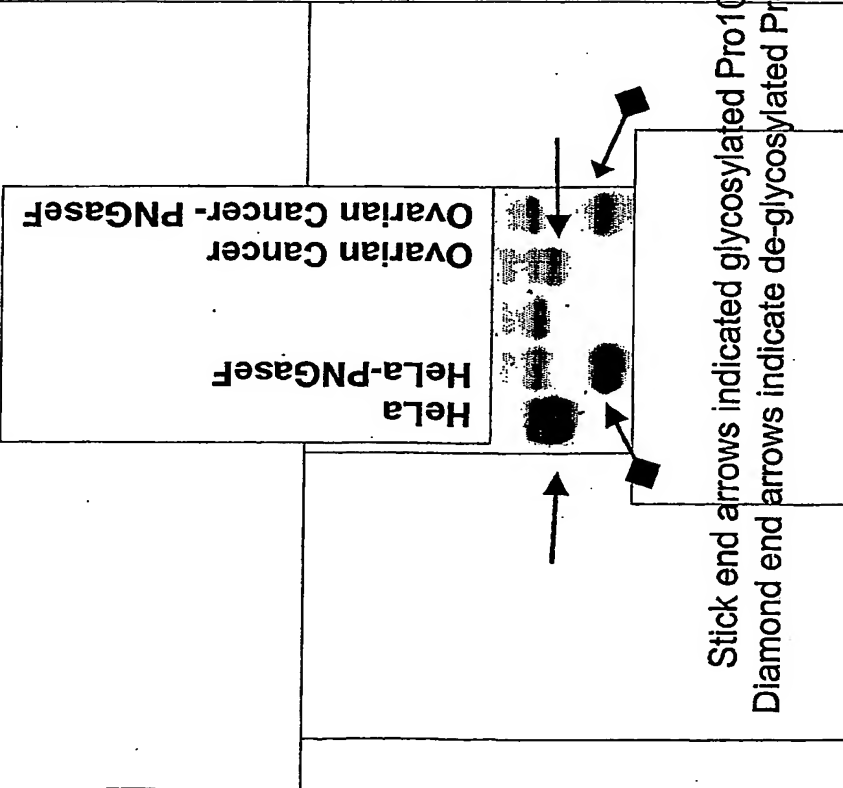 Ovarian Cancer- PNGaseF
Ovarian Cancer
HeLa-PNGaseF
HeLa
Stick end arrows indicated glycosylated
Diamond end arrows indicate de-glycosylated